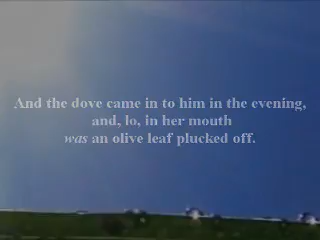 And the dove came in to him in the evening,
and, lo, in her mouth
was an olive leaf plucked off.